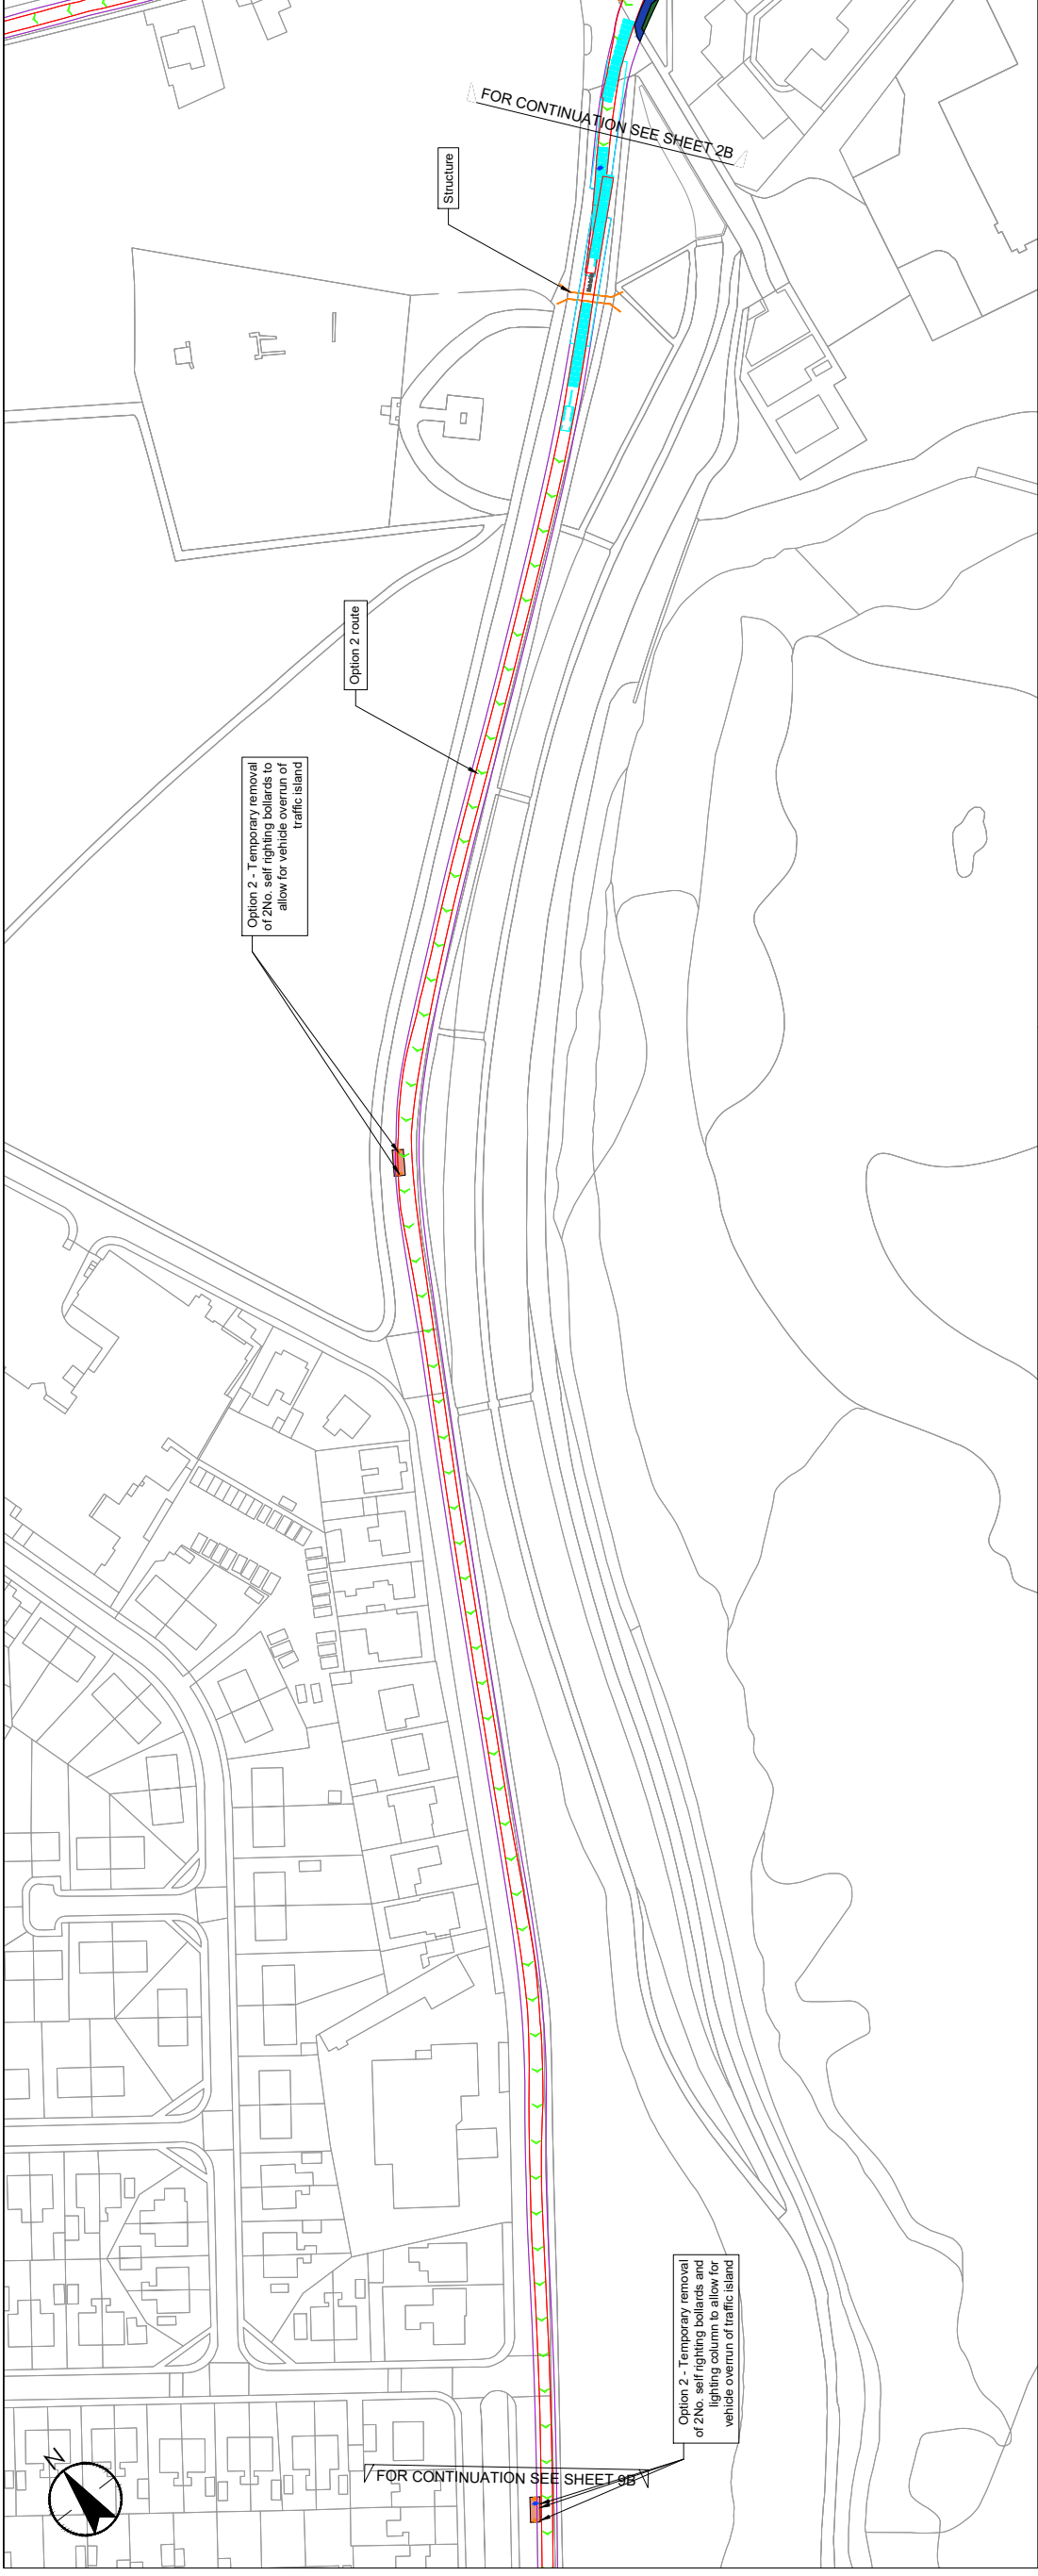 FOR CONTINUATION SEE SHEET 2B
Structure
Option 2 route
Option 2 - Temporary removal
of 2No. self righting bollards to
allow for vehicle overrun of
traffic island
Option 2 - Temporary removal
of 2No. self righting bollards and
lighting column to allow for
vehicle overrun of traffic island
FOR CONTINUATION SEE SHEET 9B
N